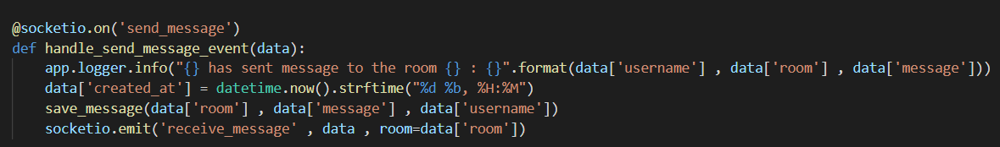 @socketio.on('send_message')
def handle_send_message_event(data):
    app.logger.info("{} has sent message to the room {} : {}".format(data['username'] , data['room'] , data['message']))
    data['created_at'] = datetime.now().strftime("%d %b, %H:%M")
    save_message(data['room'] , data['message'] , data['username'])
    socketio.emit('receive_message' , data , room=data['room'])